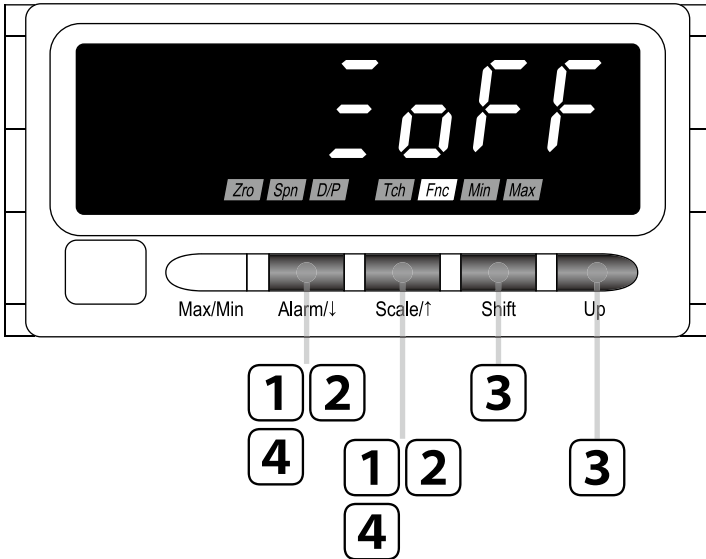 ≡oFF
Zro Spn D/P Tch Fnc Min Max
Max/Min Alarm/↓ Scale/↑ Shift Up
1 2 3
4 1 2 3
4